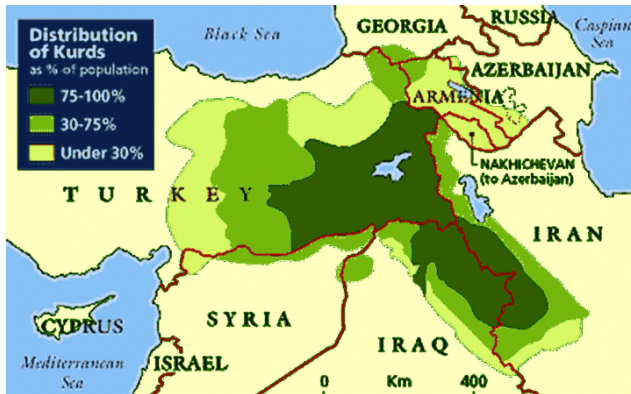 Distribution
of Kurds
as % of population
75-100%
30-75%
Under 30%
Black Sea
GEORGIA
RUSSIA
Caspian
Sea
AZERBAIJAN
ARMENIA
NAKHICHEVAN
(to Azerbaijan)
TURKEY
IRAN
CYPRUS
SYRIA
IRAQ
Mediterranean
Sea
ISRAEL
0 Km 400